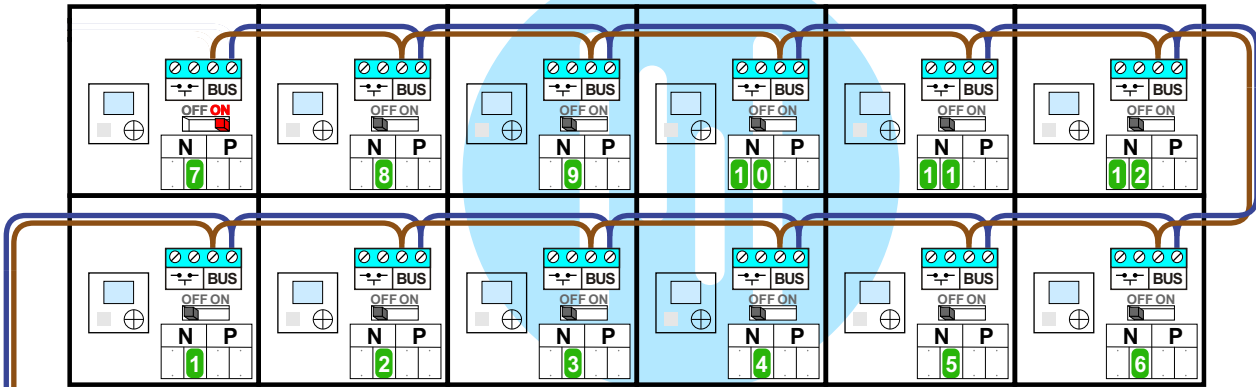 BUS BUS BUS BUS BUS BUS
OFF ON OFF ON OFF ON OFF ON OFF ON OFF ON
N P N P N P N P N P N P
7 8 9 10 11 12
BUS BUS BUS BUS BUS BUS
OFF ON OFF ON OFF ON OFF ON OFF ON OFF ON
N P N P N P N P N P N P
1 2 3 4 5 6